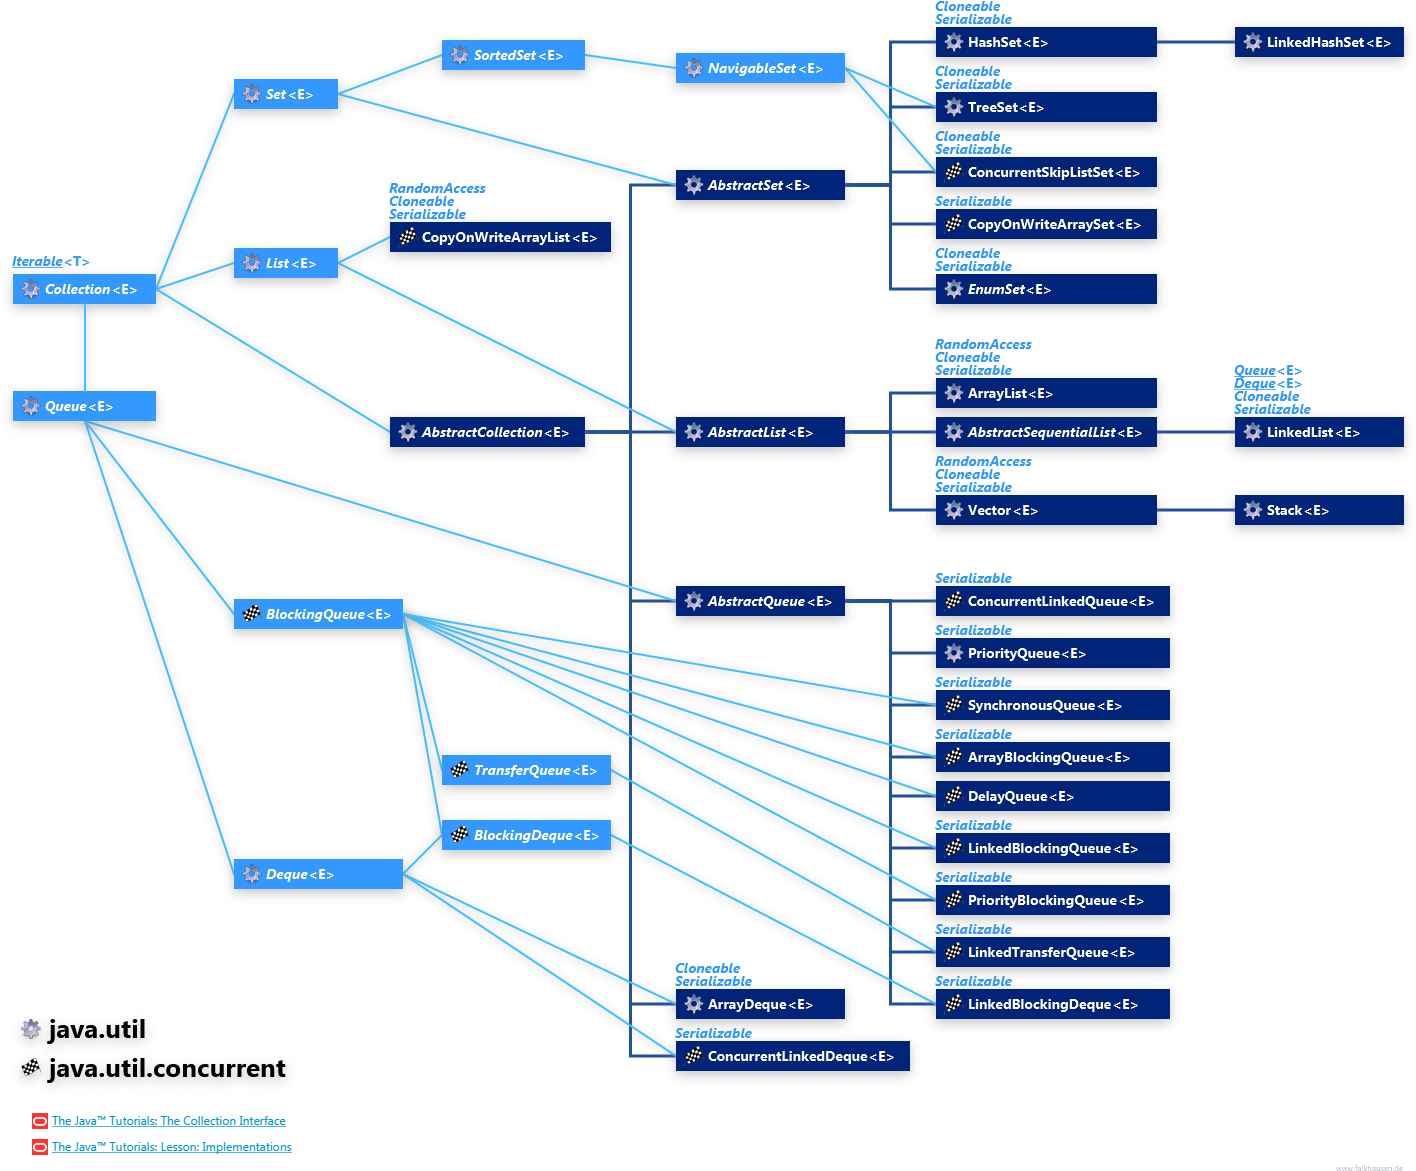 Cloneable
Serializable
HashSet<E>
LinkedHashSet<E>
SortedSet<E>
NavigableSet<E>
Set<E>
Cloneable
Serializable
TreeSet<E>
Cloneable
Serializable
ConcurrentSkipListSet<E>
AbstractSet<E>
RandomAccess
Cloneable
Serializable
CopyOnWriteArrayList<E>
Serializable
CopyOnWriteArraySet<E>
Iterable<T>
Collection<E>
List<E>
Cloneable
Serializable
EnumSet<E>
RandomAccess
Cloneable
Serializable
ArrayList<E>
Queue<E>
Deque<E>
Cloneable
Serializable
LinkedList<E>
Queue<E>
AbstractCollection<E>
AbstractList<E>
AbstractSequentialList<E>
RandomAccess
Cloneable
Serializable
Vector<E>
Stack<E>
Serializable
ConcurrentLinkedQueue<E>
AbstractQueue<E>
BlockingQueue<E>
Serializable
PriorityQueue<E>
Serializable
SynchronousQueue<E>
Serializable
ArrayBlockingQueue<E>
TransferQueue<E>
DelayQueue<E>
BlockingDeque<E>
Serializable
LinkedBlockingQueue<E>
Deque<E>
Serializable
PriorityBlockingQueue<E>
Serializable
LinkedTransferQueue<E>
Cloneable
Serializable
ArrayDeque<E>
Serializable
LinkedBlockingDeque<E>
Serializable
ConcurrentLinkedDeque<E>
java.util
java.util.concurrent
The Java™ Tutorials: The Collection Interface
The Java™ Tutorials: Lesson: Implementations
www.falkhausen.de